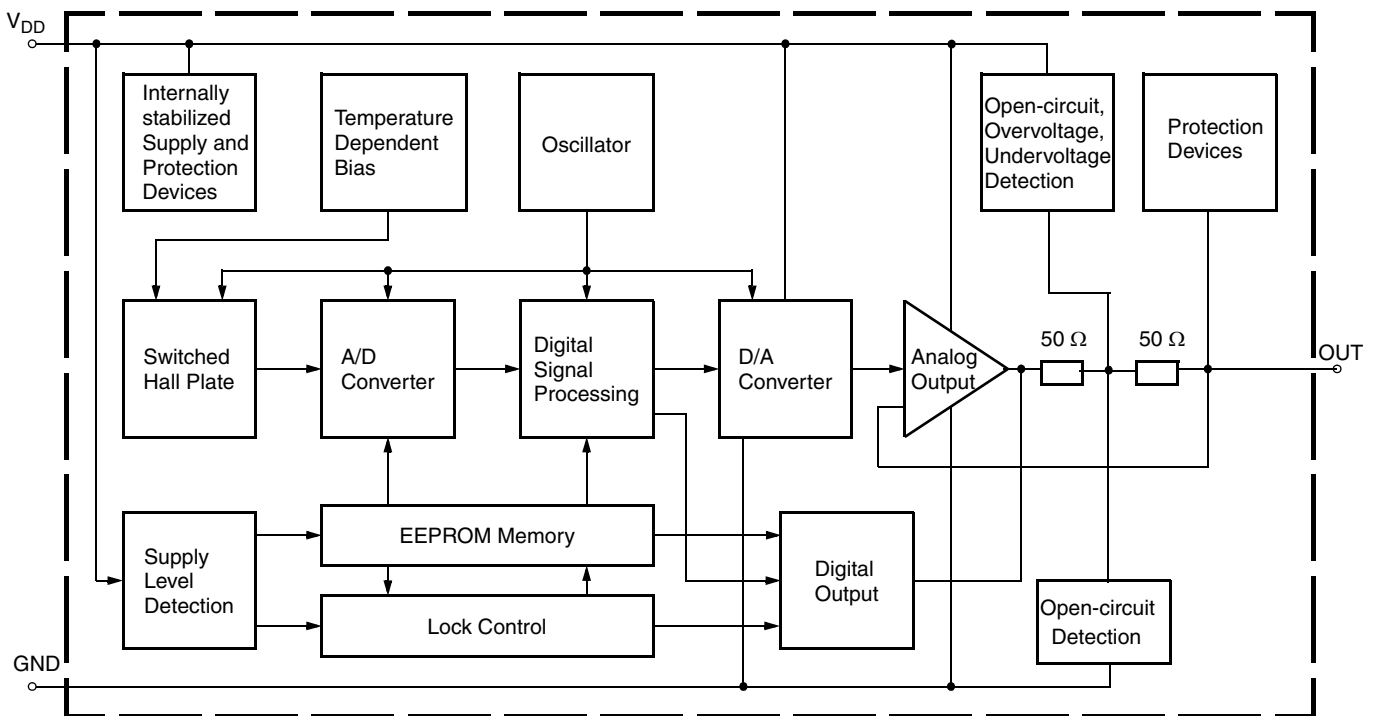 V_DD
Internally
stabilized
Supply and
Protection
Devices
Temperature
Dependent
Bias
Oscillator
Open-circuit,
Overvoltage,
Undervoltage
Detection
Protection
Devices
Switched
Hall Plate
A/D
Converter
Digital
Signal
Processing
D/A
Converter
Analog
Output
50 Ω
50 Ω
OUT
Supply
Level
Detection
EEPROM Memory
Lock Control
Digital
Output
Open-circuit
Detection
GND